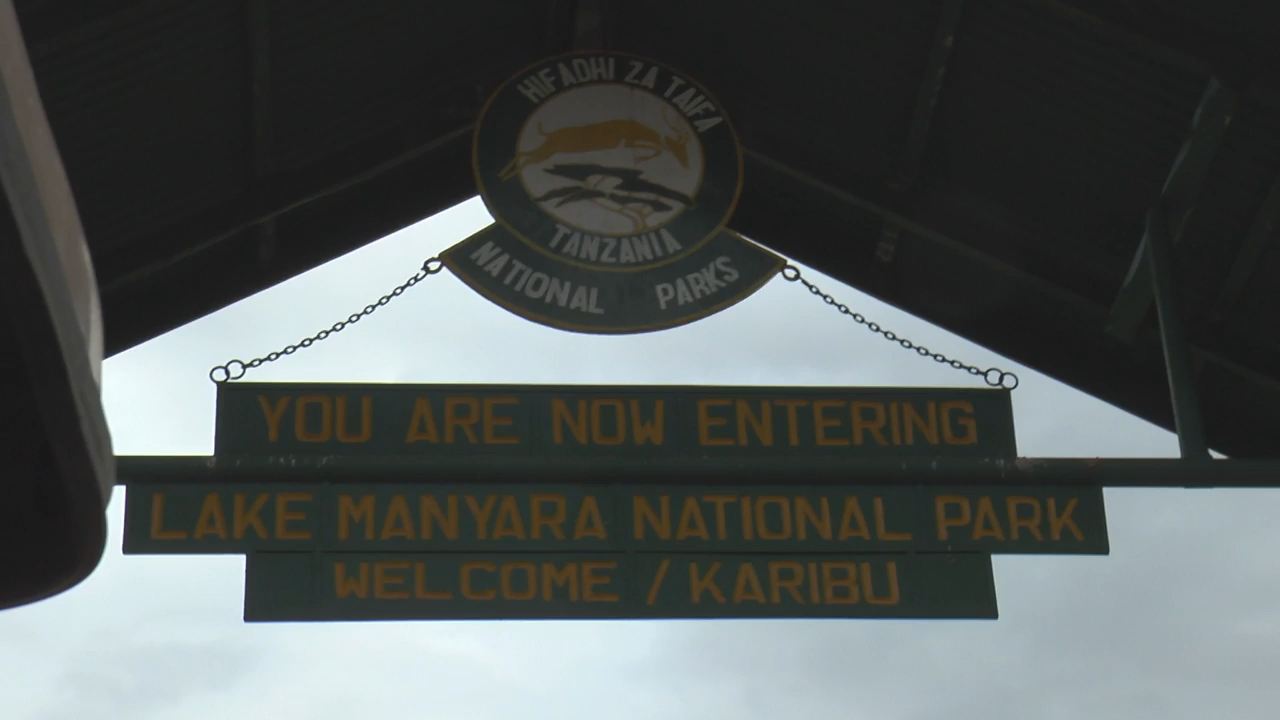 HIFADHI ZA TAIFA
TANZANIA
NATIONAL PARKS
YOU ARE NOW ENTERING
LAKE MANYARA NATIONAL PARK
WELCOME / KARIBU